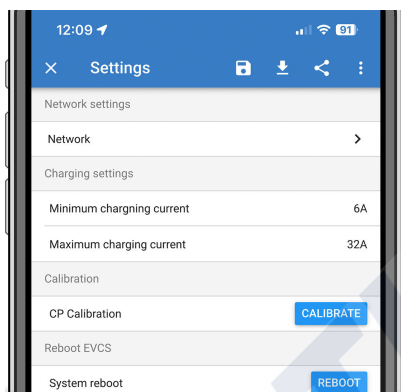 12:09
91
Settings
Network settings
Network
Charging settings
Minimum chargning current 6A
Maximum charging current 32A
Calibration
CP Calibration CALIBRATE
Reboot EVCS
System reboot REBOOT